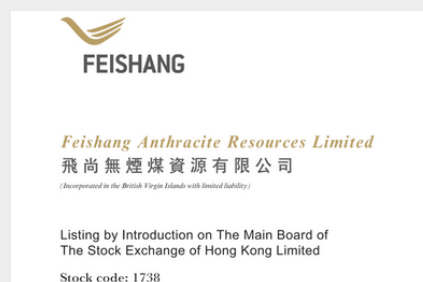 FEISHANG
Feishang Anthracite Resources Limited
飛尚無煙煤資源有限公司
(Incorporated in the British Virgin Islands with limited liability)
Listing by Introduction on The Main Board of
The Stock Exchange of Hong Kong Limited
Stock code: 1738